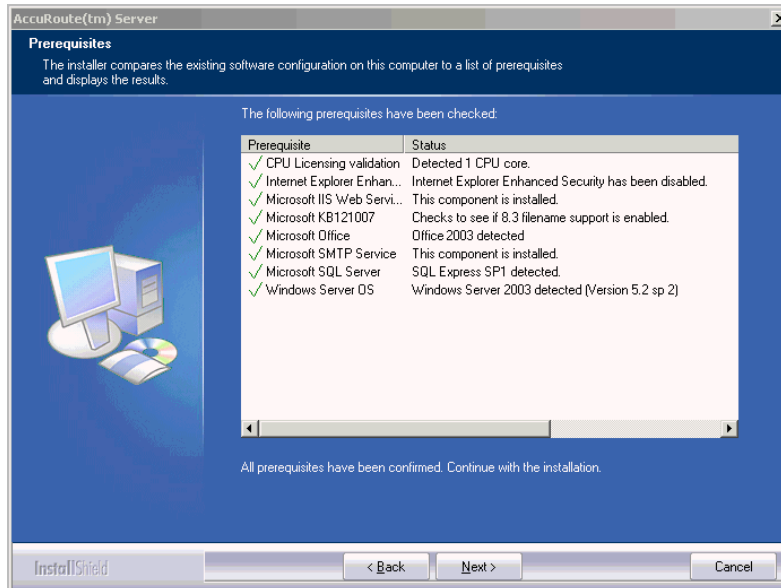 AccuRoute(tm) Server
Prerequisites
The installer compares the existing software configuration on this computer to a list of prerequisites
and displays the results.
The following prerequisites have been checked:
Prerequisite Status
CPU Licensing validation Detected 1 CPU core.
Internet Explorer Enhan... Internet Explorer Enhanced Security has been disabled.
Microsoft IIS Web Servi... This component is installed.
Microsoft KB121007 Checks to see if 8.3 filename support is enabled.
Microsoft Office Office 2003 detected
Microsoft SMTP Service This component is installed.
Microsoft SQL Server SQL Express SP1 detected.
Windows Server OS Windows Server 2003 detected (Version 5.2 sp 2)
All prerequisites have been confirmed. Continue with the installation.
InstallShield
< Back Next > Cancel